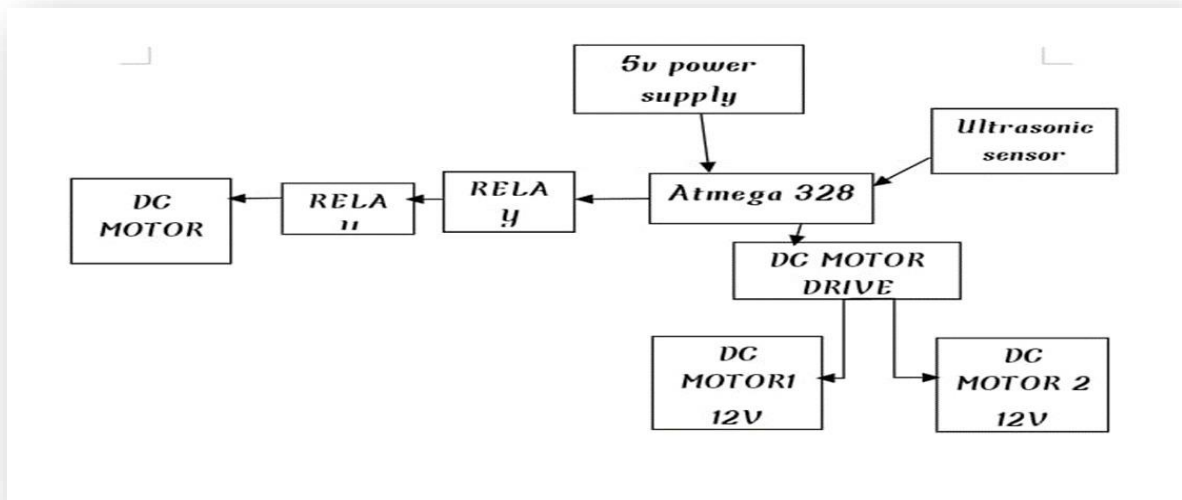 5v power
supply
Ultrasonic
sensor
Atmega 328
RELA
y
RELA
DC
MOTOR
DC MOTOR
DRIVE
DC
MOTOR1
12V
DC
MOTOR 2
12V